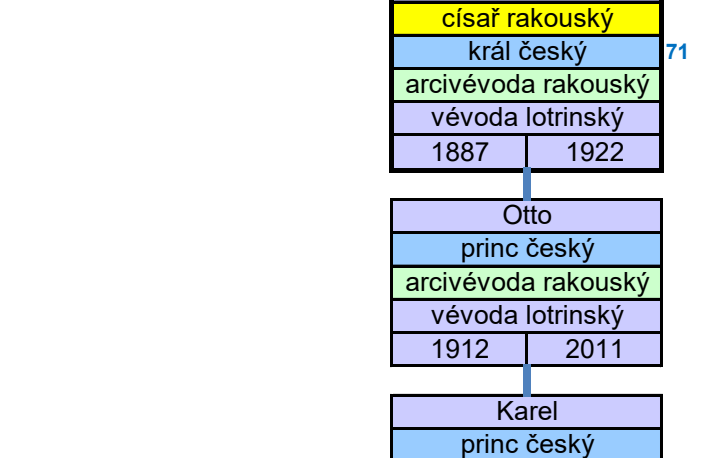 císař rakouský
král český 71
arcivévoda rakouský
vévoda lotrinský
1887 1922
Otto
princ český
arcivévoda rakouský
vévoda lotrinský
1912 2011
Karel
princ český